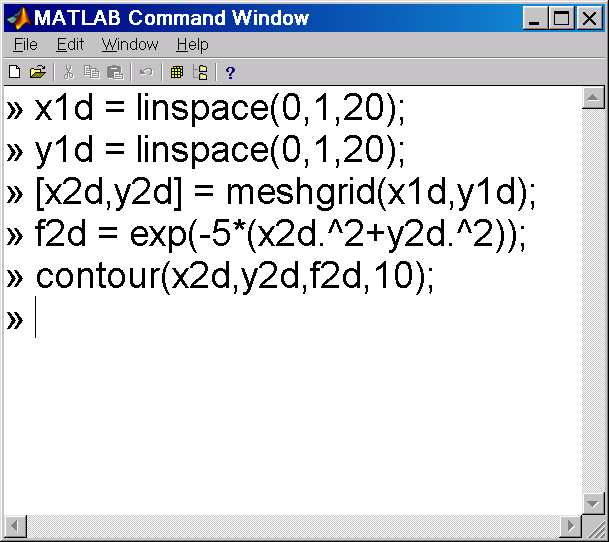 MATLAB Command Window
File Edit Window Help
?
» x1d = linspace(0,1,20);
» y1d = linspace(0,1,20);
» [x2d,y2d] = meshgrid(x1d,y1d);
» f2d = exp(-5*(x2d.^2+y2d.^2));
» contour(x2d,y2d,f2d,10);
»